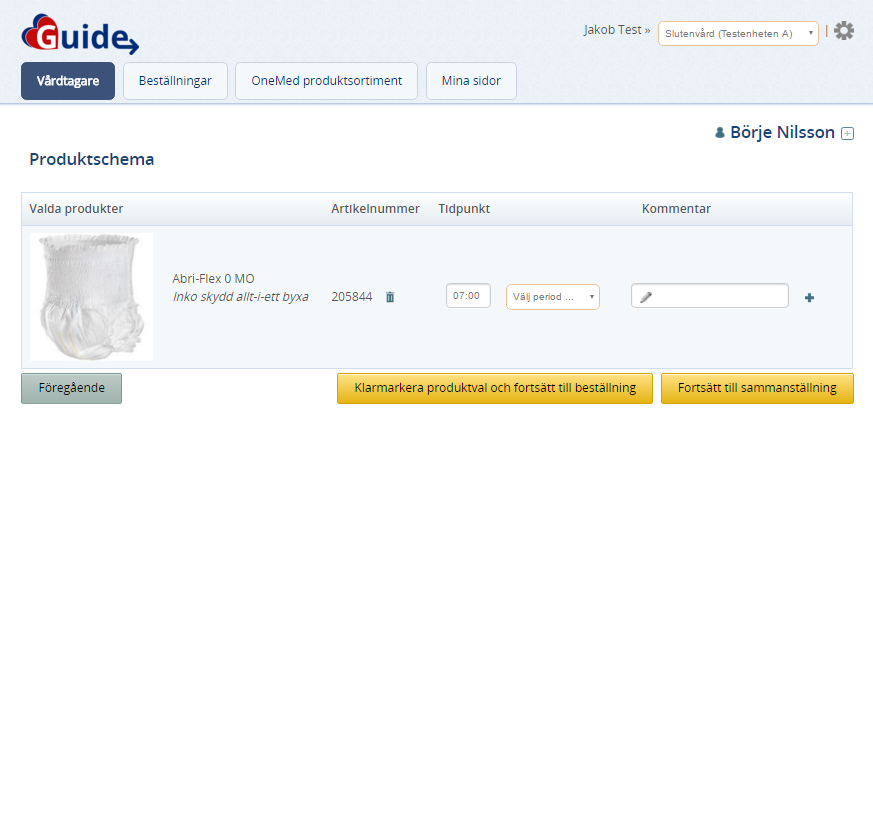 Guide
Jakob Test »
Slutenvård (Testenheten A)
|
Vårdtagare
Beställningar
OneMed produktsortiment
Mina sidor
Börje Nilsson
Produktschema
Valda produkter
Artikelnummer
Tidpunkt
Kommentar
Abri-Flex 0 MO
Inko skydd allt-i-ett byxa
205844
07:00
Välj period ...
Föregående
Klarmarkera produktval och fortsätt till beställning
Fortsätt till sammanställning